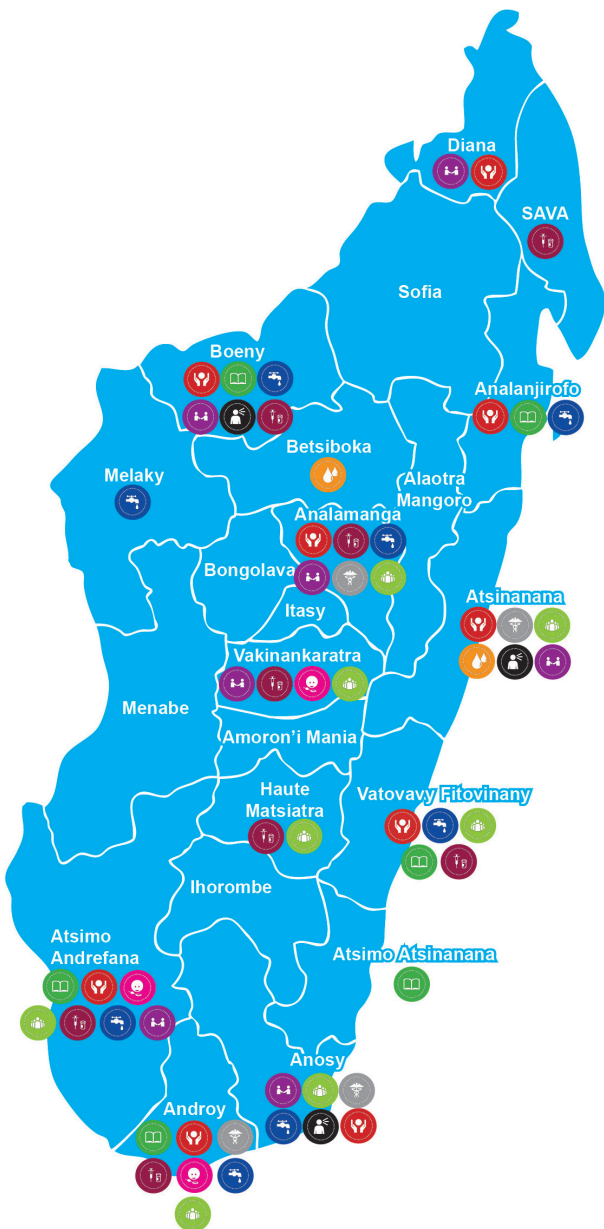 Diana
SAVA
Sofia
Boeny
Analanjirofo
Betsiboka
Melaky
Alaotra
Mangoro
Analamanga
Bongolava
Itasy
Atsinanana
Vakinankaratra
Menabe
Amoron'i Mania
Haute
Matsiatra
Vatovavy Fitovinany
Ihorombe
Atsimo
Andrefana
Atsimo Atsinanana
Anosy
Androy